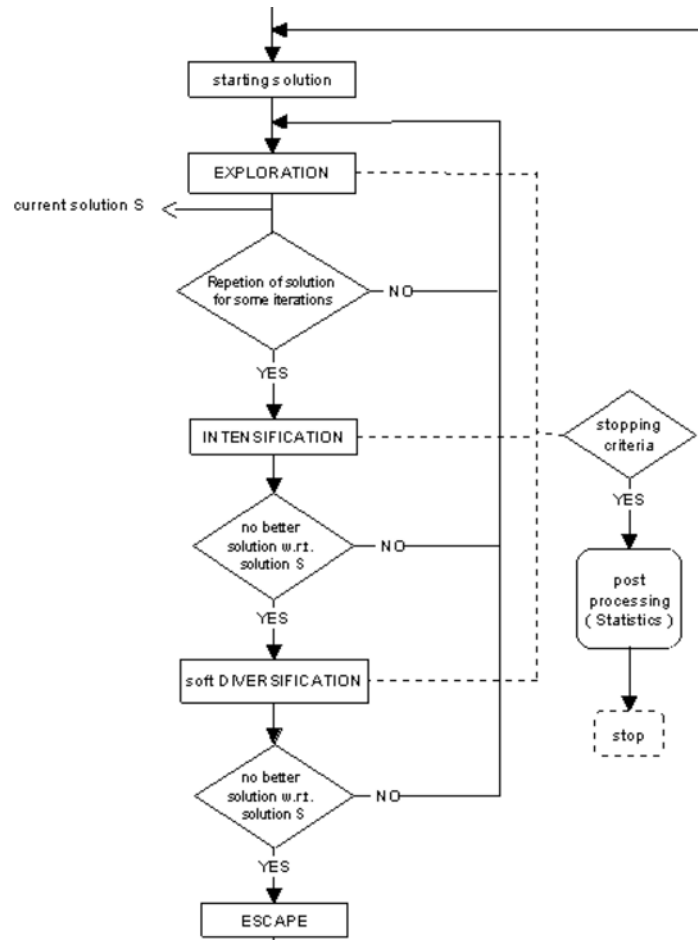 starting solution
EXPLORATION
current solution S
Repetion of solution
for some iterations
NO
YES
INTENSIFICATION
stopping
criteria
YES
no better
solution w.r.t.
solution S
NO
YES
post
processing
( Statistics )
soft DIVERSIFICATION
stop
no better
solution w.r.t.
solution S
NO
YES
ESCAPE